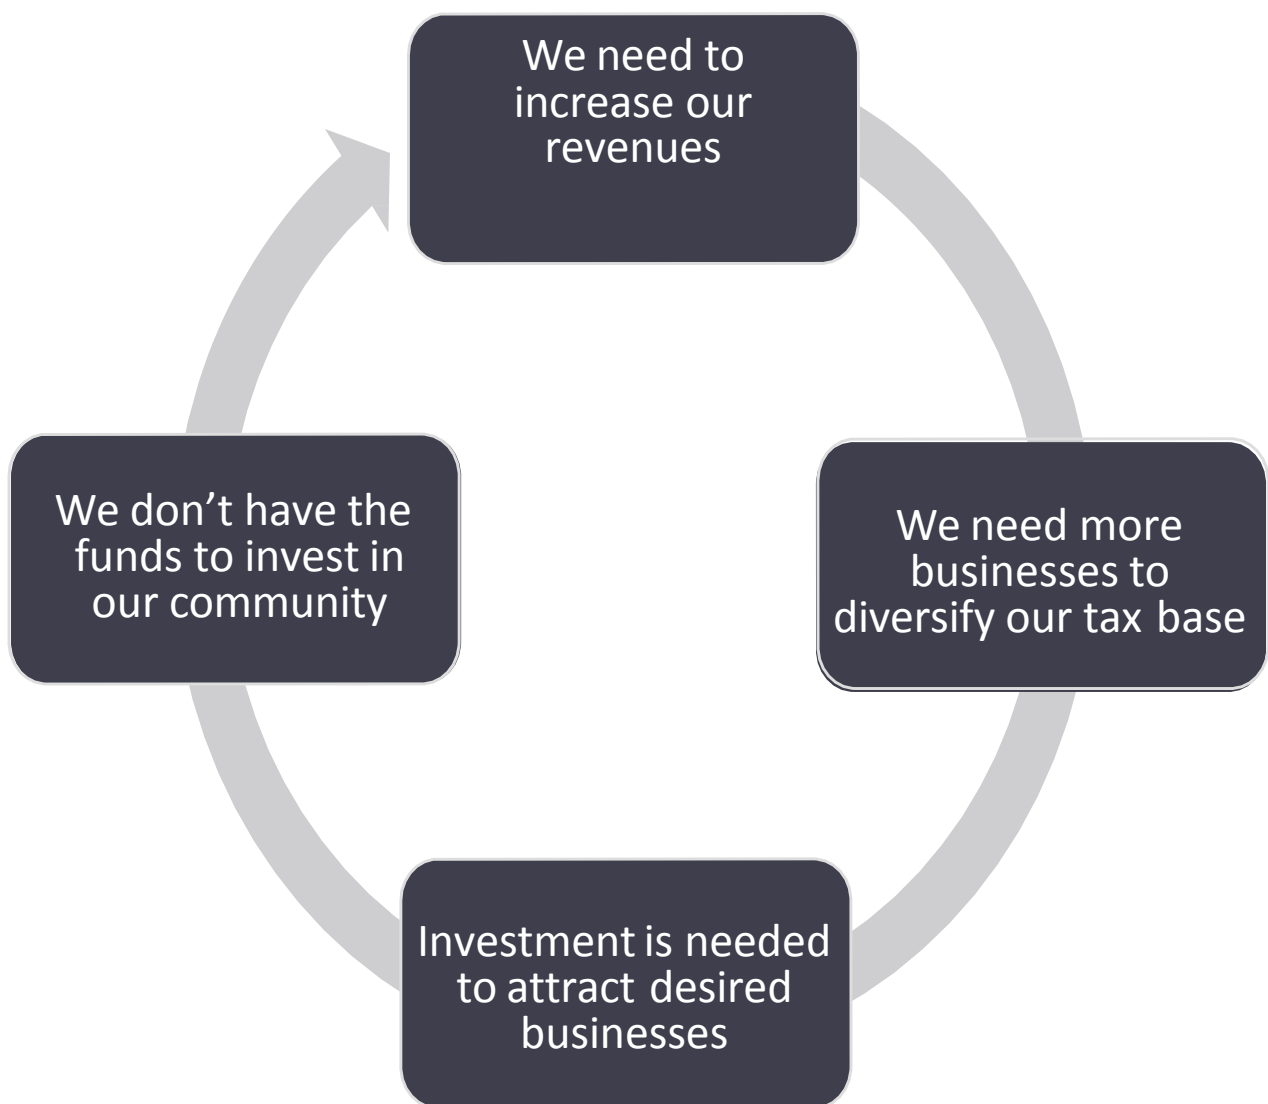 We need to
increase our
revenues
We need more
businesses to
diversify our tax base
Investment is needed
to attract desired
businesses
We don’t have the
funds to invest in
our community